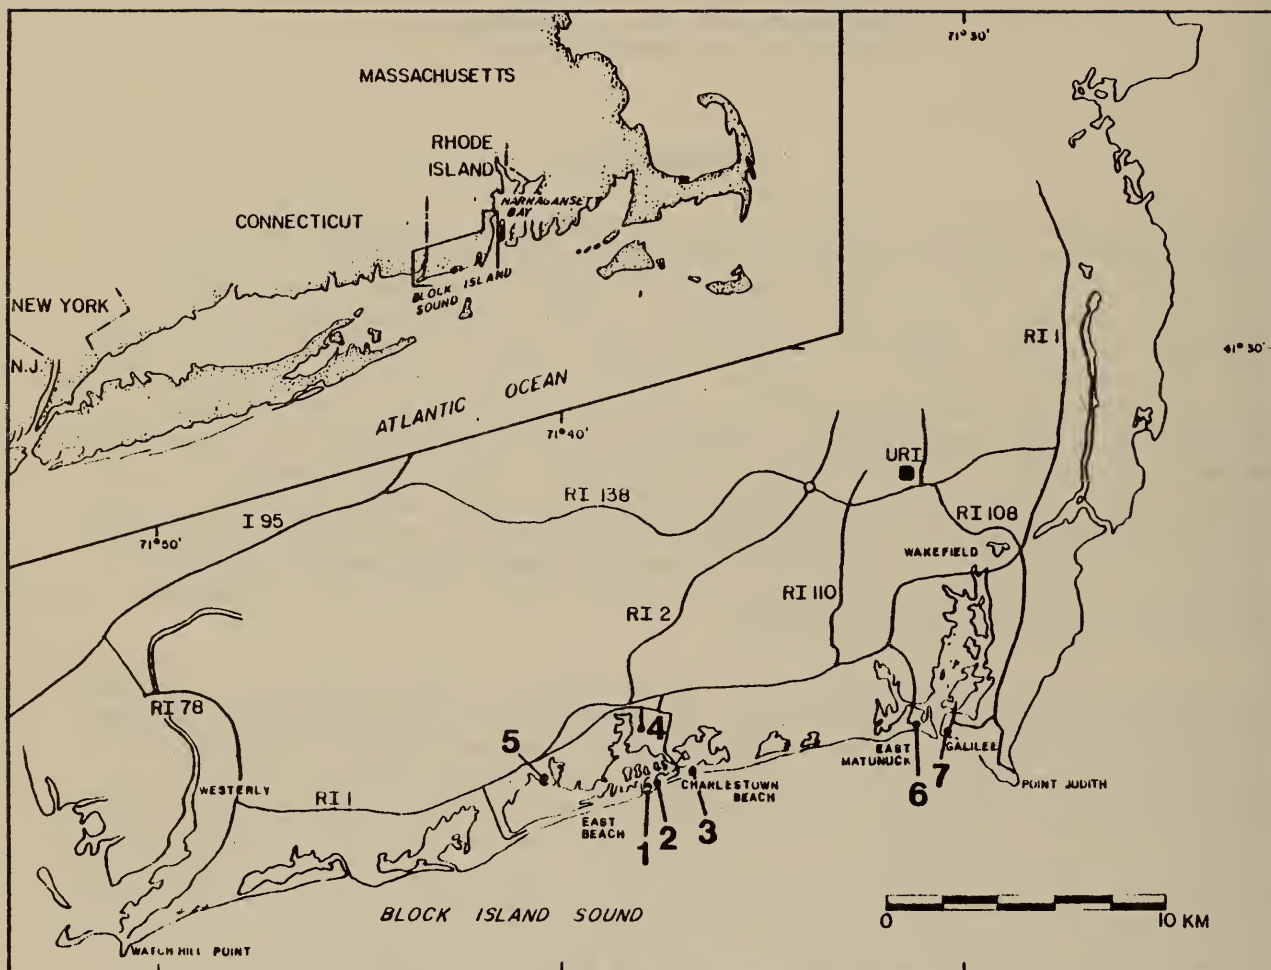 71° 30'
MASSACHUSETTS
RHODE
ISLAND
NARRAGANSETT
BAY
CONNECTICUT
BLOCK ISLAND
SOUND
NEW YORK
N.J.
ATLANTIC OCEAN
71° 40'
RI 1
41° 30'
URI
RI 138
I 95
71° 50'
RI 108
WAKEFIELD
RI 2
RI 110
RI 78
4
5
WESTERLY
RI 1
EAST
BEACH
1
2
3
CHARLESTOWN
BEACH
EAST
MATUNUCK
6
7
GALILEE
POINT JUDITH
BLOCK ISLAND SOUND
WATCH HILL POINT
0
10 KM